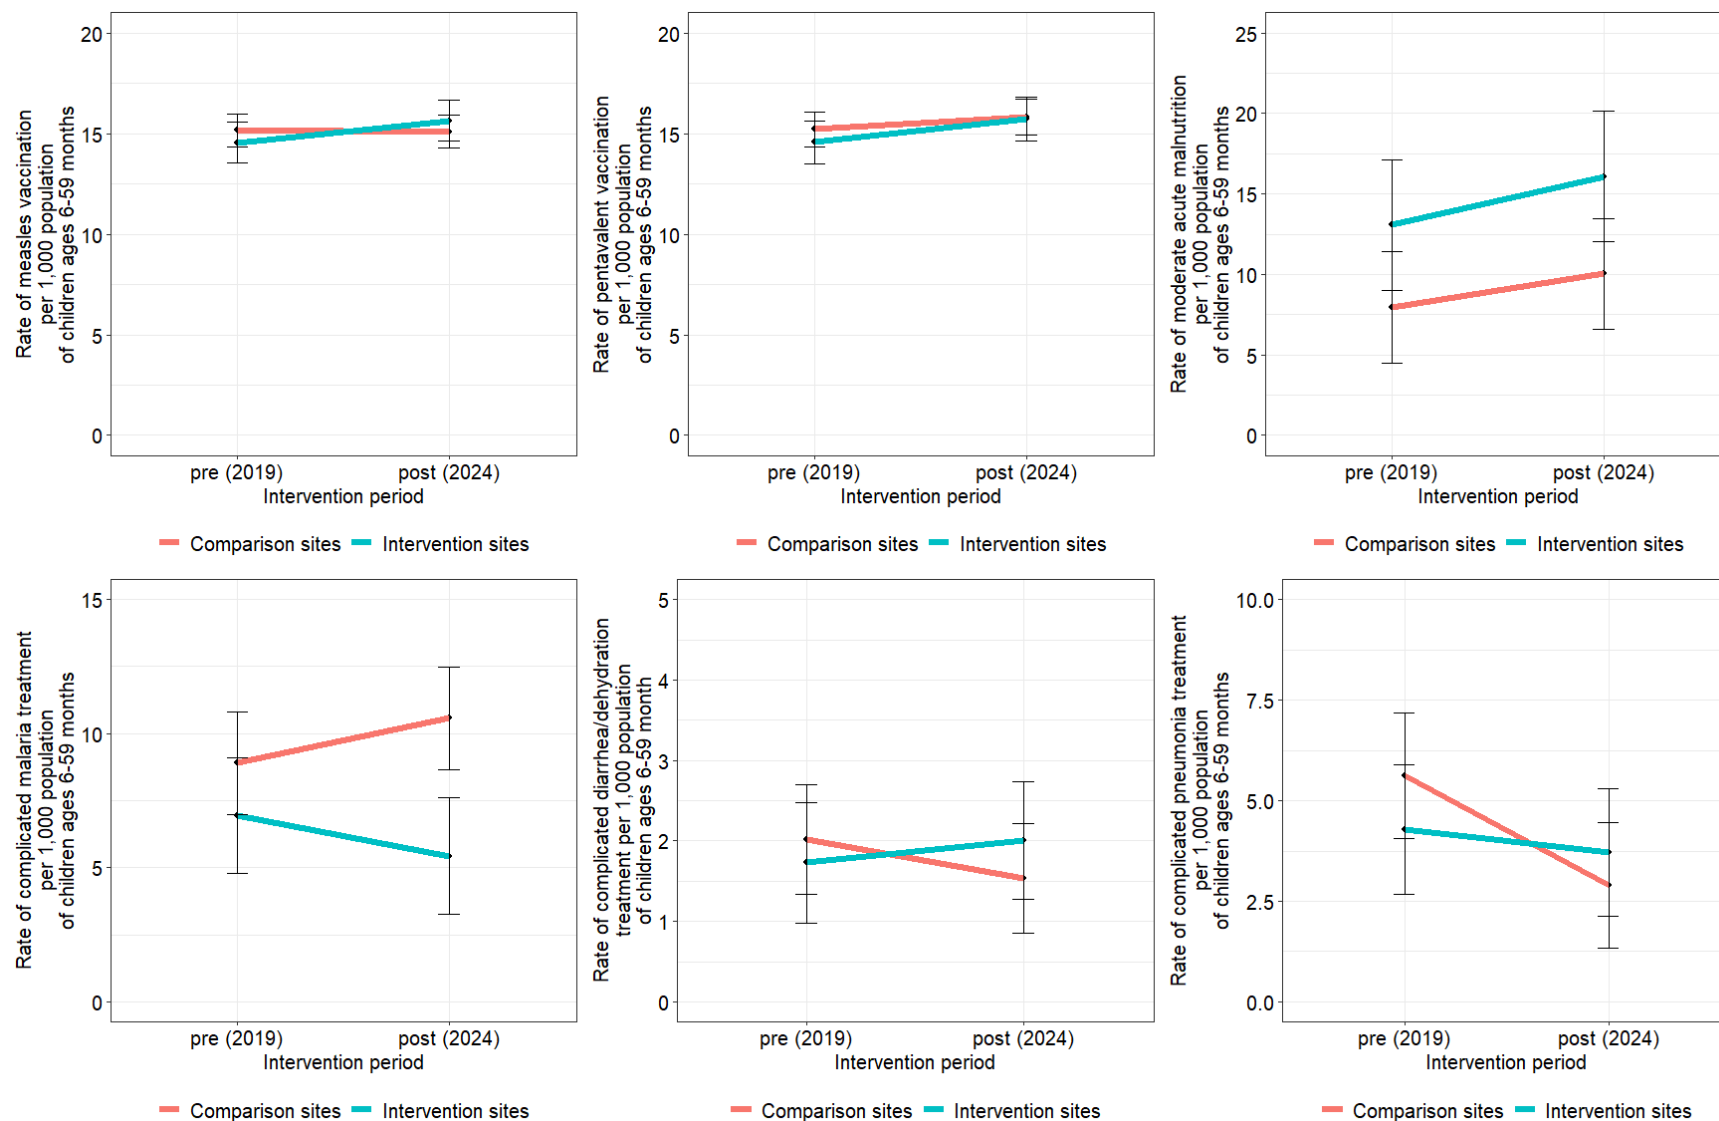 Rate of measles vaccination
per 1,000 population
of children ages 6-59 months
20
15
10
5
0
pre (2019) post (2024)
Intervention period
Comparison sites Intervention sites
Rate of pentavalent vaccination
per 1,000 population
of children ages 6-59 months
20
15
10
5
0
pre (2019) post (2024)
Intervention period
Comparison sites Intervention sites
Rate of moderate acute malnutrition
per 1,000 population
of children ages 6-59 months
25
20
15
10
5
0
pre (2019) post (2024)
Intervention period
Comparison sites Intervention sites
Rate of complicated malaria treatment
per 1,000 population
of children ages 6-59 months
15
10
5
0
pre (2019) post (2024)
Intervention period
Comparison sites Intervention sites
Rate of complicated diarrhea/dehydration
treatment per 1,000 population
of children ages 6-59 month
5
4
3
2
1
0
pre (2019) post (2024)
Intervention period
Comparison sites Intervention sites
Rate of complicated pneumonia treatment
per 1,000 population
of children ages 6-59 months
10.0
7.5
5.0
2.5
0.0
pre (2019) post (2024)
Intervention period
Comparison sites Intervention sites